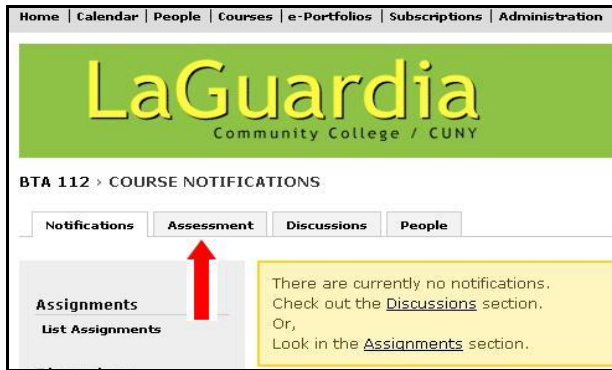 Home | Calendar | People | Courses | e-Portfolios | Subscriptions | Administration
LaGuardia
Community College / CUNY
BTA 112 › COURSE NOTIFICATIONS
Notifications Assessment Discussions People
There are currently no notifications.
Check out the Discussions section.
Or,
Look in the Assignments section.
Assignments
List Assignments